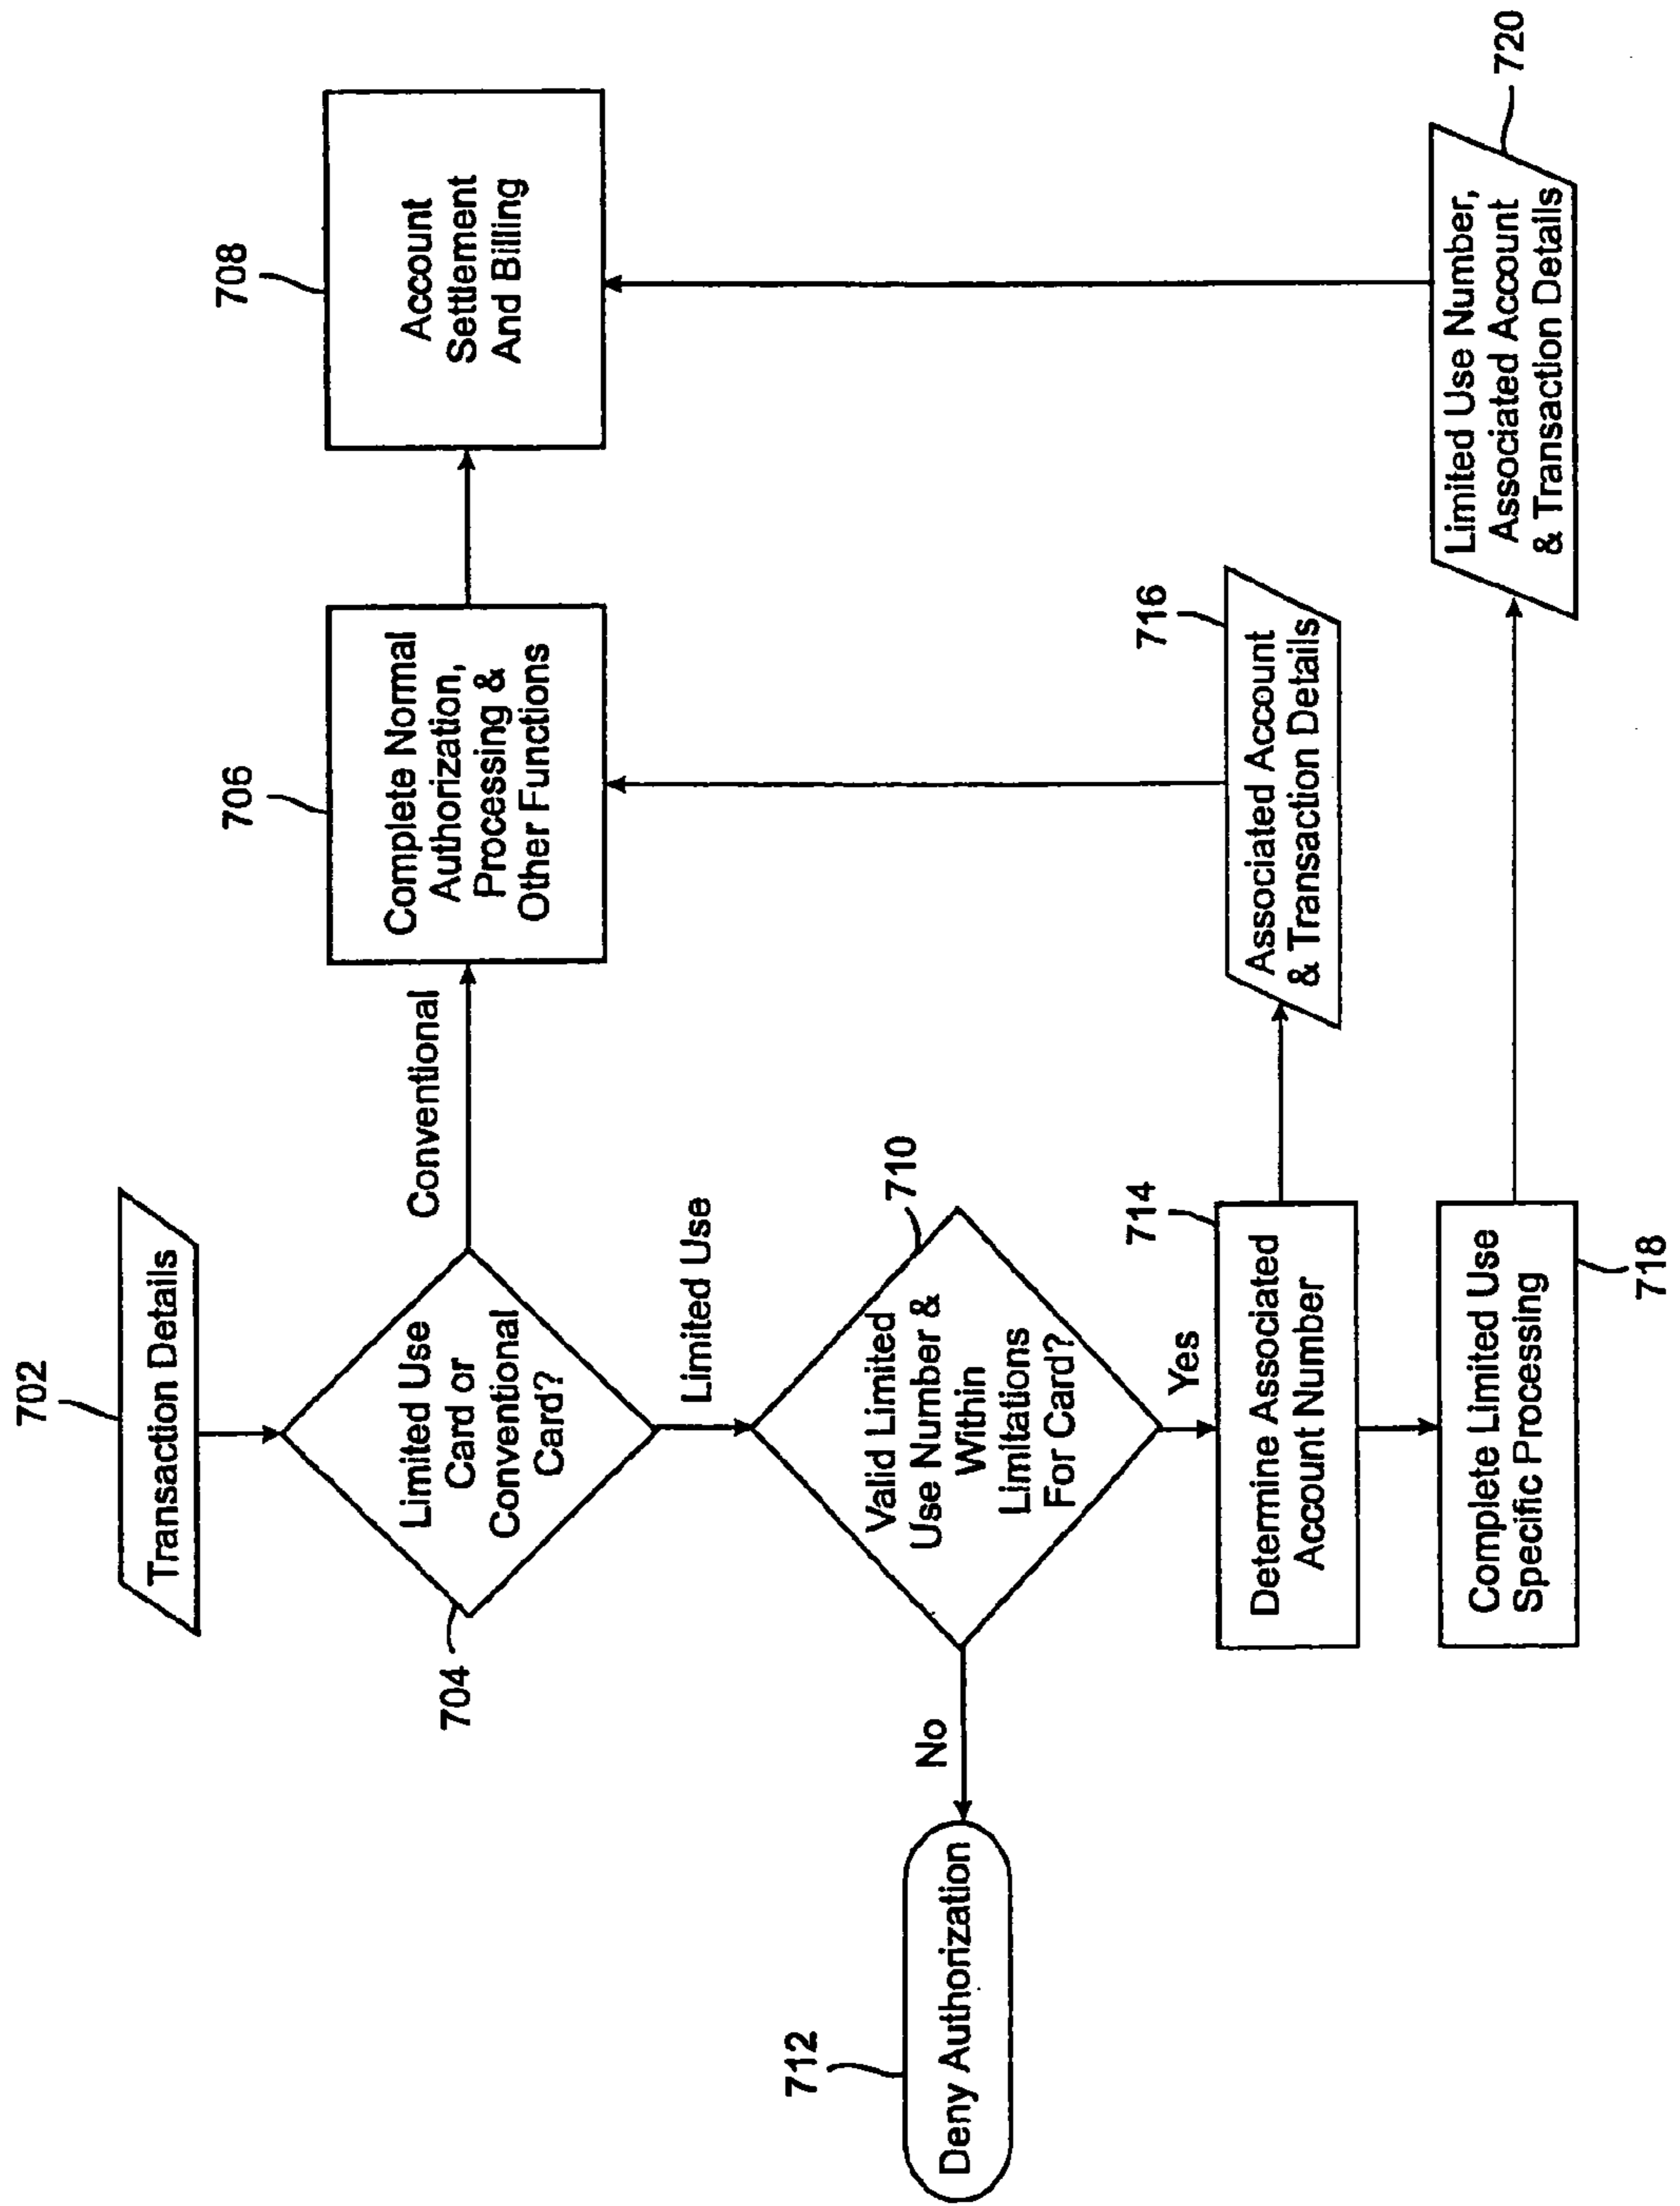 702
Transaction Details
704
Limited Use
Card or
Conventional
Card?
Conventional
706
Complete Normal
Authorization,
Processing &
Other Functions
708
Account
Settlement
And Billing
Limited Use
710
Valid Limited
Use Number &
Within
Limitations
For Card?
No
712
Deny Authorization
Yes
714
Determine Associated
Account Number
716
Associated Account
& Transaction Details
718
Complete Limited Use
Specific Processing
720
Limited Use Number,
Associated Account
& Transaction Details